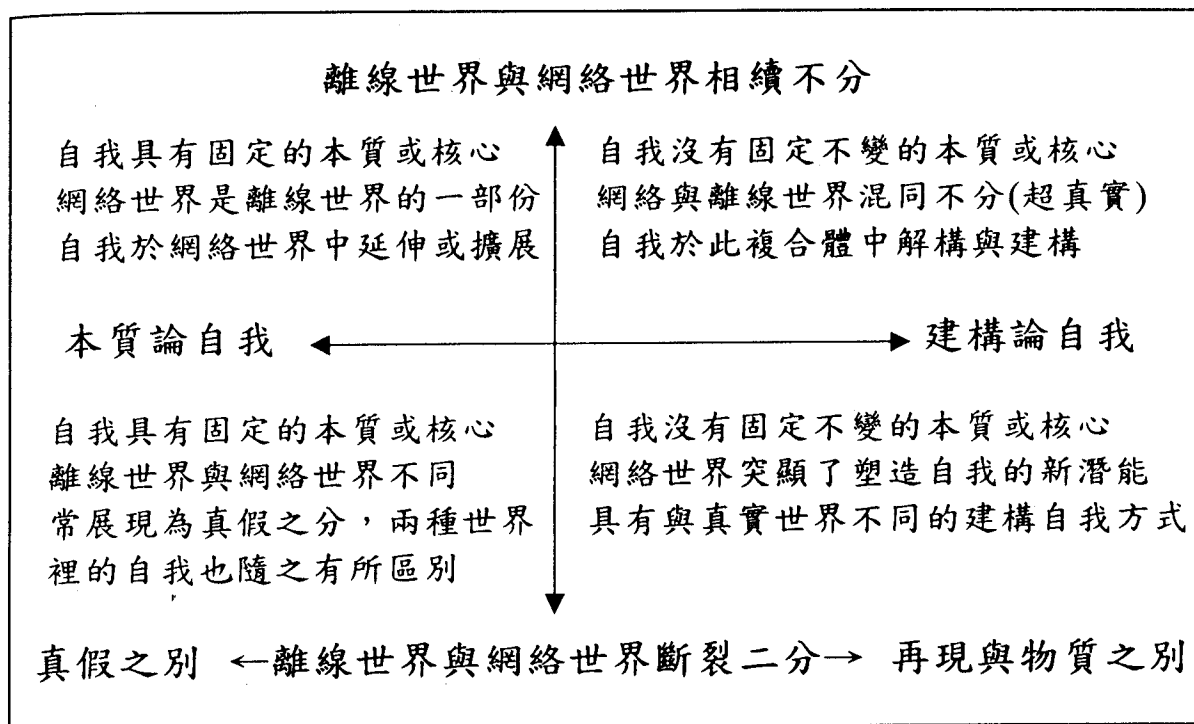 離線世界與網絡世界相續不分
自我具有固定的本質或核心
網絡世界是離線世界的一部份
自我於網絡世界中延伸或擴展
自我沒有固定不變的本質或核心
網絡與離線世界混同不分(超真實)
自我於此複合體中解構與建構
本質論自我
建構論自我
自我具有固定的本質或核心
離線世界與網絡世界不同
常展現為真假之分，兩種世界
裡的自我也隨之有所區別
自我沒有固定不變的本質或核心
網絡世界突顯了塑造自我的新潛能
具有與真實世界不同的建構自我方式
真假之別 ←離線世界與網絡世界斷裂二分→ 再現與物質之別